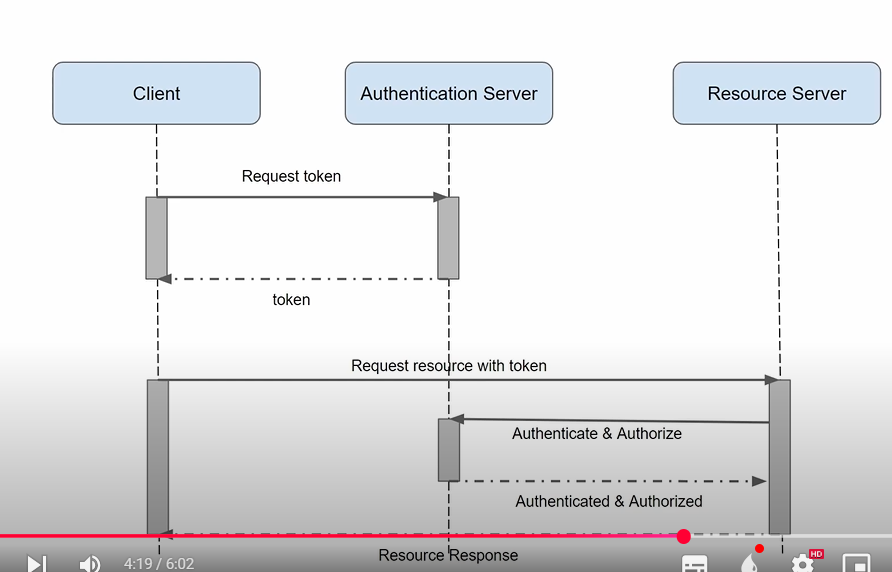 Client
Authentication Server
Resource Server
Request token
token
Request resource with token
Authenticate & Authorize
Authenticated & Authorized
Resource Response
4:19 / 6:02
HD